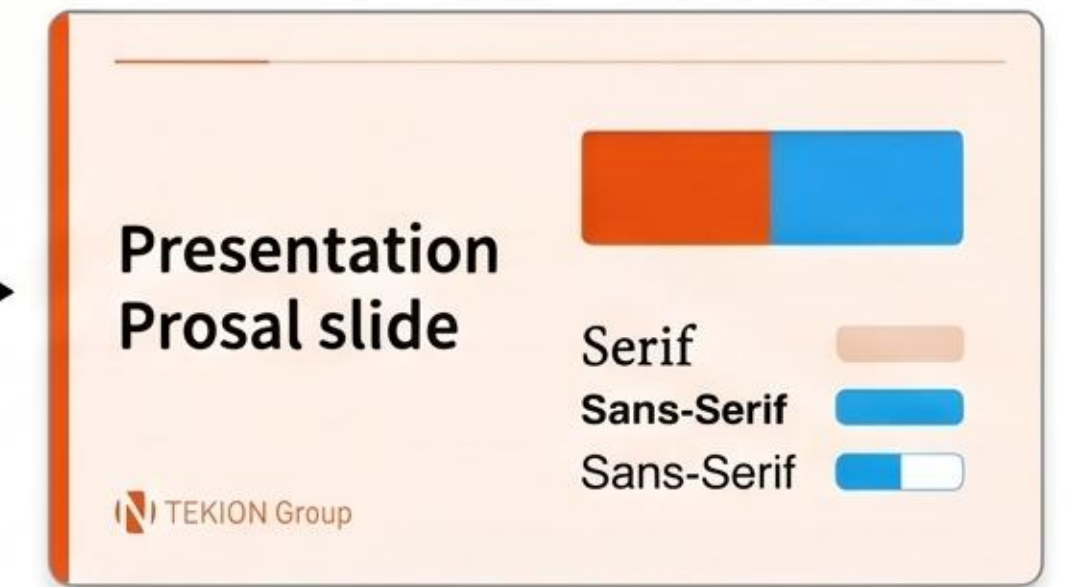 Presentation
Prosal slide
TEKION Group
Serif
Sans-Serif
Sans-Serif